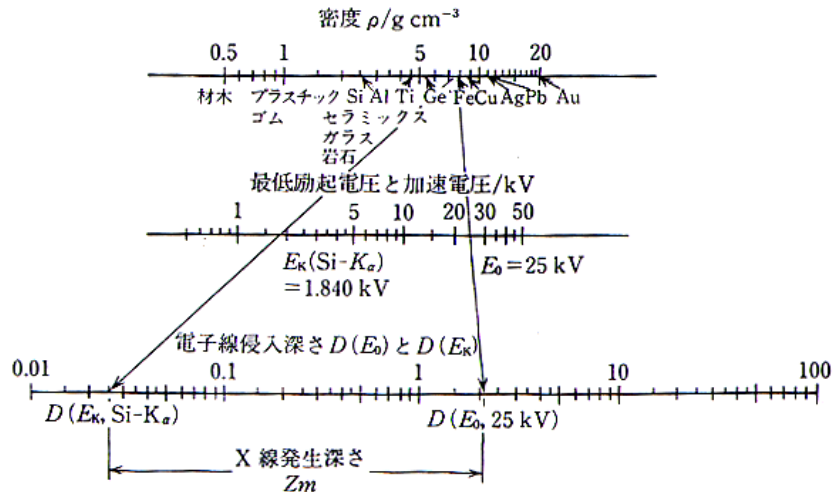 密度 ρ/g cm⁻³
0.5 1 5 10 20
材木 プラスチック Si Al Ti Ge Fe Cu Ag Pb Au
ゴム セラミックス
ガラス
岩石
最低励起電圧と加速電圧/kV
1 5 10 20 30 50
E_K(Si-K_α) E₀=25 kV
=1.840 kV
電子線侵入深さ D(E₀)と D(E_K)
0.01 0.1 1 10 100
D(E_K, Si-K_α) D(E₀, 25 kV)
X 線発生深さ
Zm